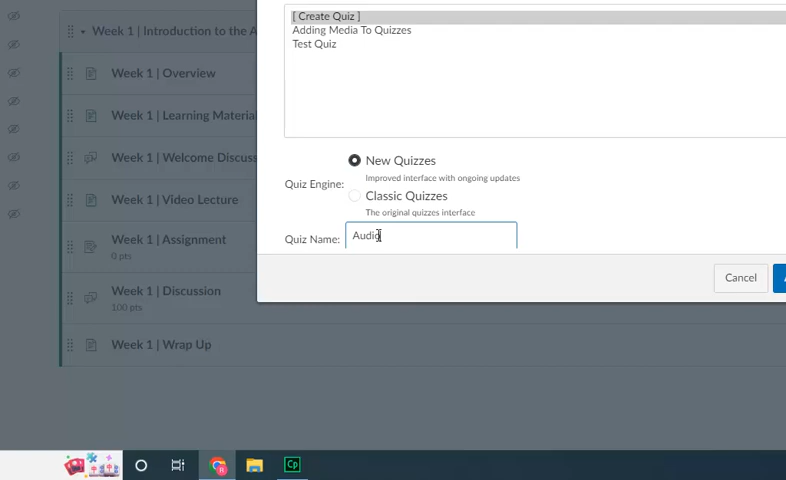 [ Create Quiz ]
Adding Media To Quizzes
Test Quiz
Week 1 | Introduction to the A
Week 1 | Overview
Week 1 | Learning Material
Week 1 | Welcome Discuss
Week 1 | Video Lecture
Week 1 | Assignment
0 pts
Week 1 | Discussion
100 pts
Week 1 | Wrap Up
New Quizzes
Improved interface with ongoing updates
Quiz Engine:
Classic Quizzes
The original quizzes interface
Quiz Name: Audio
Cancel
Cp